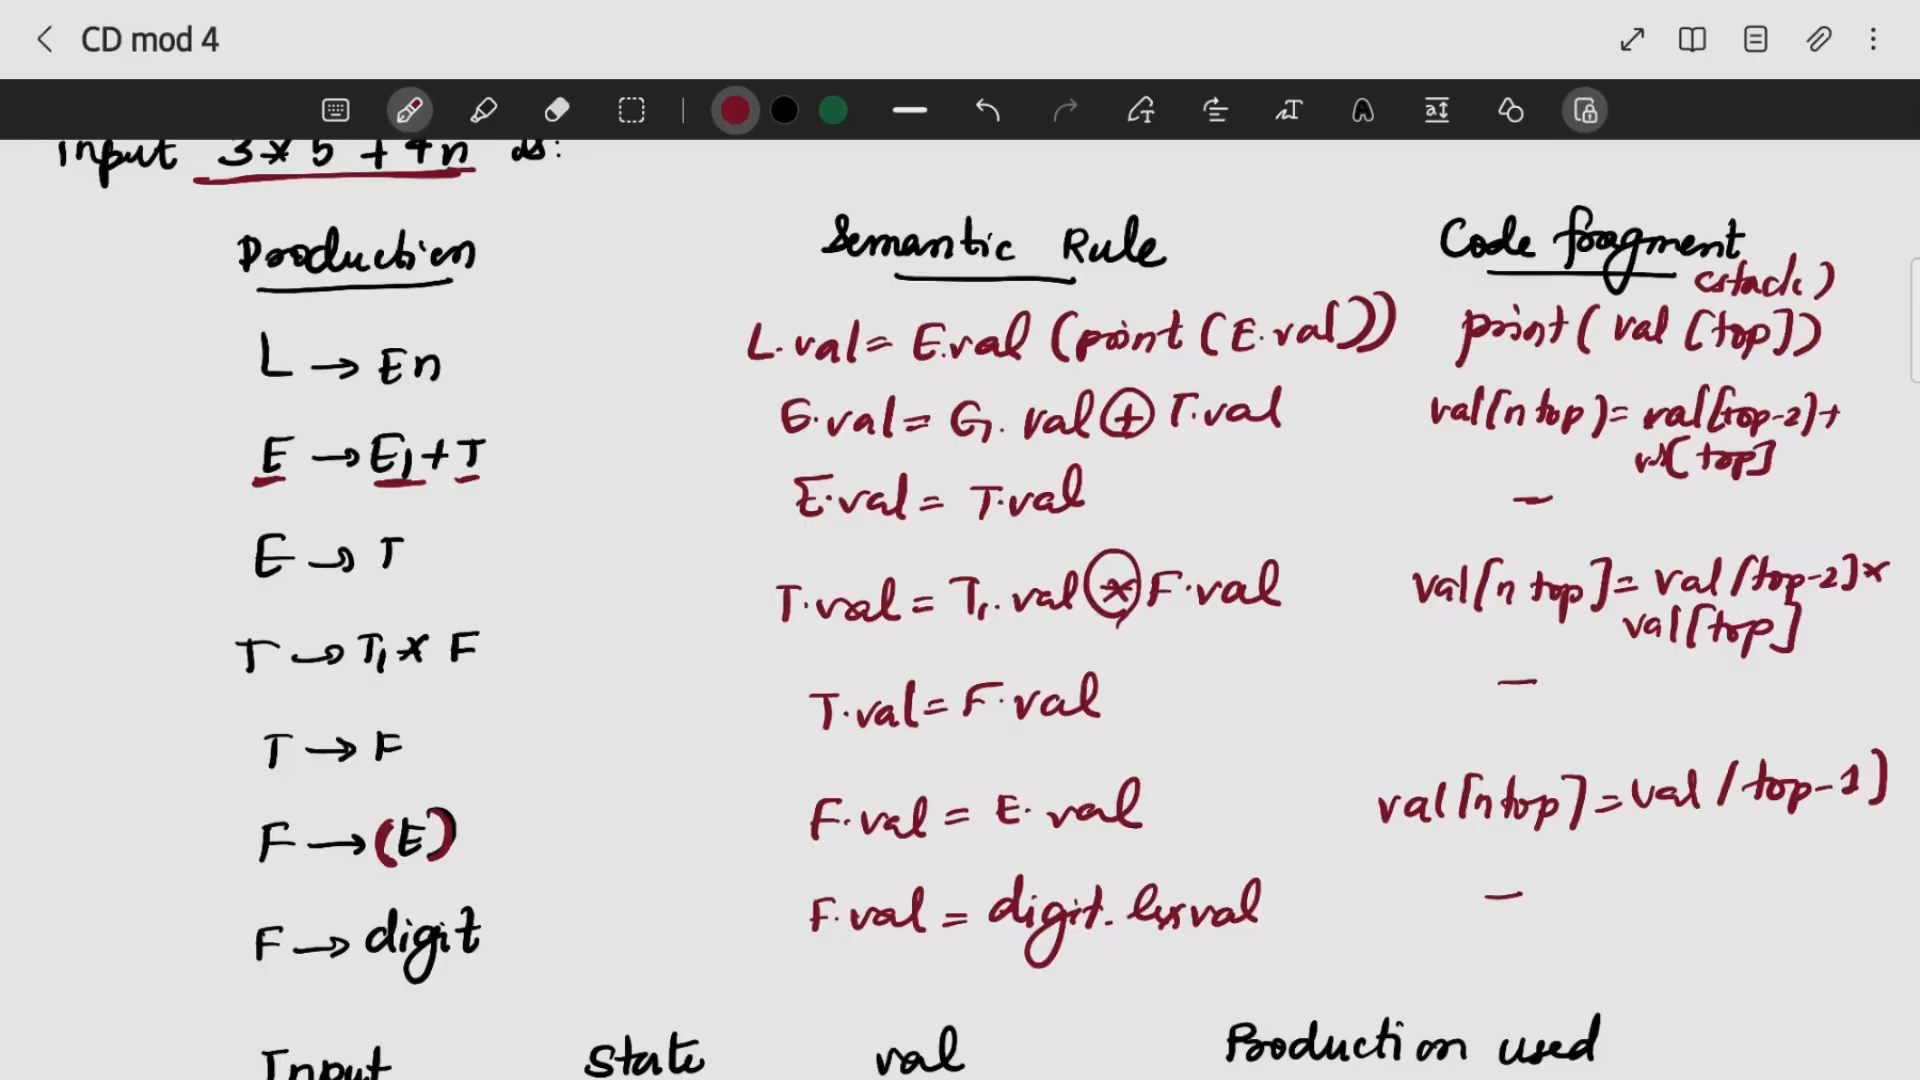 CD mod 4
Input 3 * 5 + 4n is:
Production Semantic Rule Code fragment
(stack)
L → En L.val = E.val (print (E.val)) print ( val [top])
E → E1 + T E.val = E1. val + T.val val[n top] = val[top-2] +
val[top]
E → T E.val = T.val —
T → T1 * F T.val = T1. val * F.val val[n top] = val[top-2] x
val[top]
T → F T.val = F.val —
F → (E) F.val = E. val val[ntop] = val [top-1]
F → digit F.val = digit. lexval —
Input State val Production used